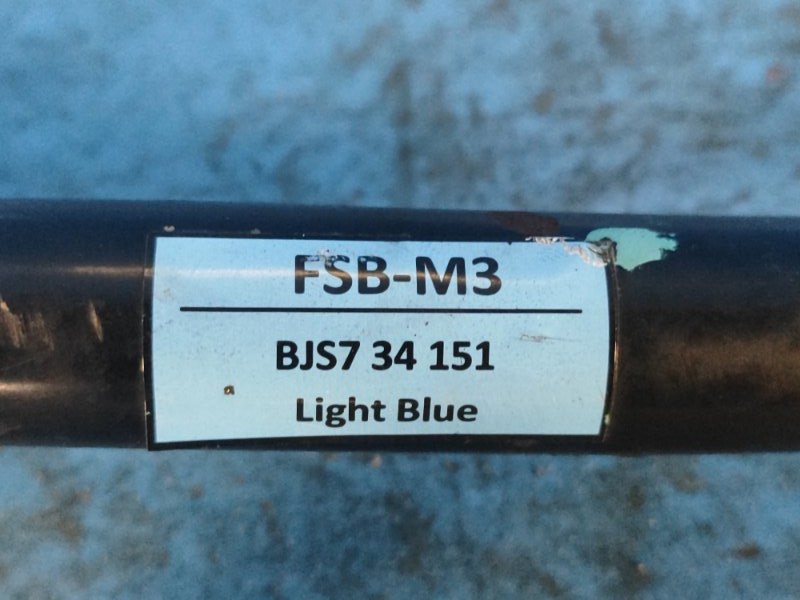 FSB-M3
BJS7 34 151
Light Blue